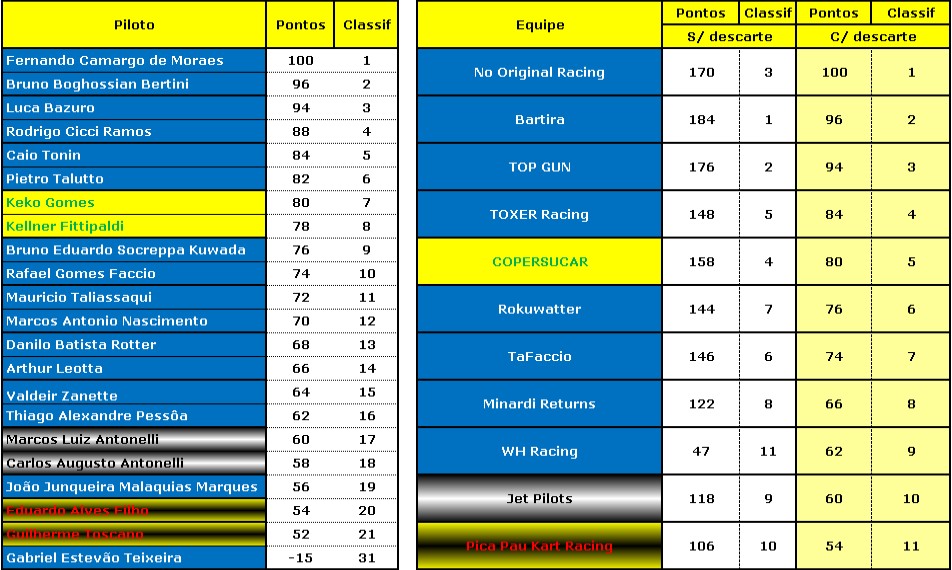 Piloto Pontos Classif
Fernando Camargo de Moraes 100 1
Bruno Boghossian Bertini 96 2
Luca Bazuro 94 3
Rodrigo Cicci Ramos 88 4
Caio Tonin 84 5
Pietro Talutto 82 6
Keko Gomes 80 7
Kellner Fittipaldi 78 8
Bruno Eduardo Socreppa Kuwada 76 9
Rafael Gomes Faccio 74 10
Mauricio Taliassaqui 72 11
Marcos Antonio Nascimento 70 12
Danilo Batista Rotter 68 13
Arthur Leotta 66 14
Valdeir Zanette 64 15
Thiago Alexandre Pessôa 62 16
Marcos Luiz Antonelli 60 17
Carlos Augusto Antonelli 58 18
João Junqueira Malaquias Marques 56 19
Eduardo Alves Filho 54 20
Guilherme Toscano 52 21
Gabriel Estevão Teixeira -15 31
Equipe Pontos Classif Pontos Classif
S/ descarte C/ descarte
No Original Racing 170 3 100 1
Bartira 184 1 96 2
TOP GUN 176 2 94 3
TOXER Racing 148 5 84 4
COPERSUCAR 158 4 80 5
Rokuwatter 144 7 76 6
TaFaccio 146 6 74 7
Minardi Returns 122 8 66 8
WH Racing 47 11 62 9
Jet Pilots 118 9 60 10
Pica Pau Kart Racing 106 10 54 11